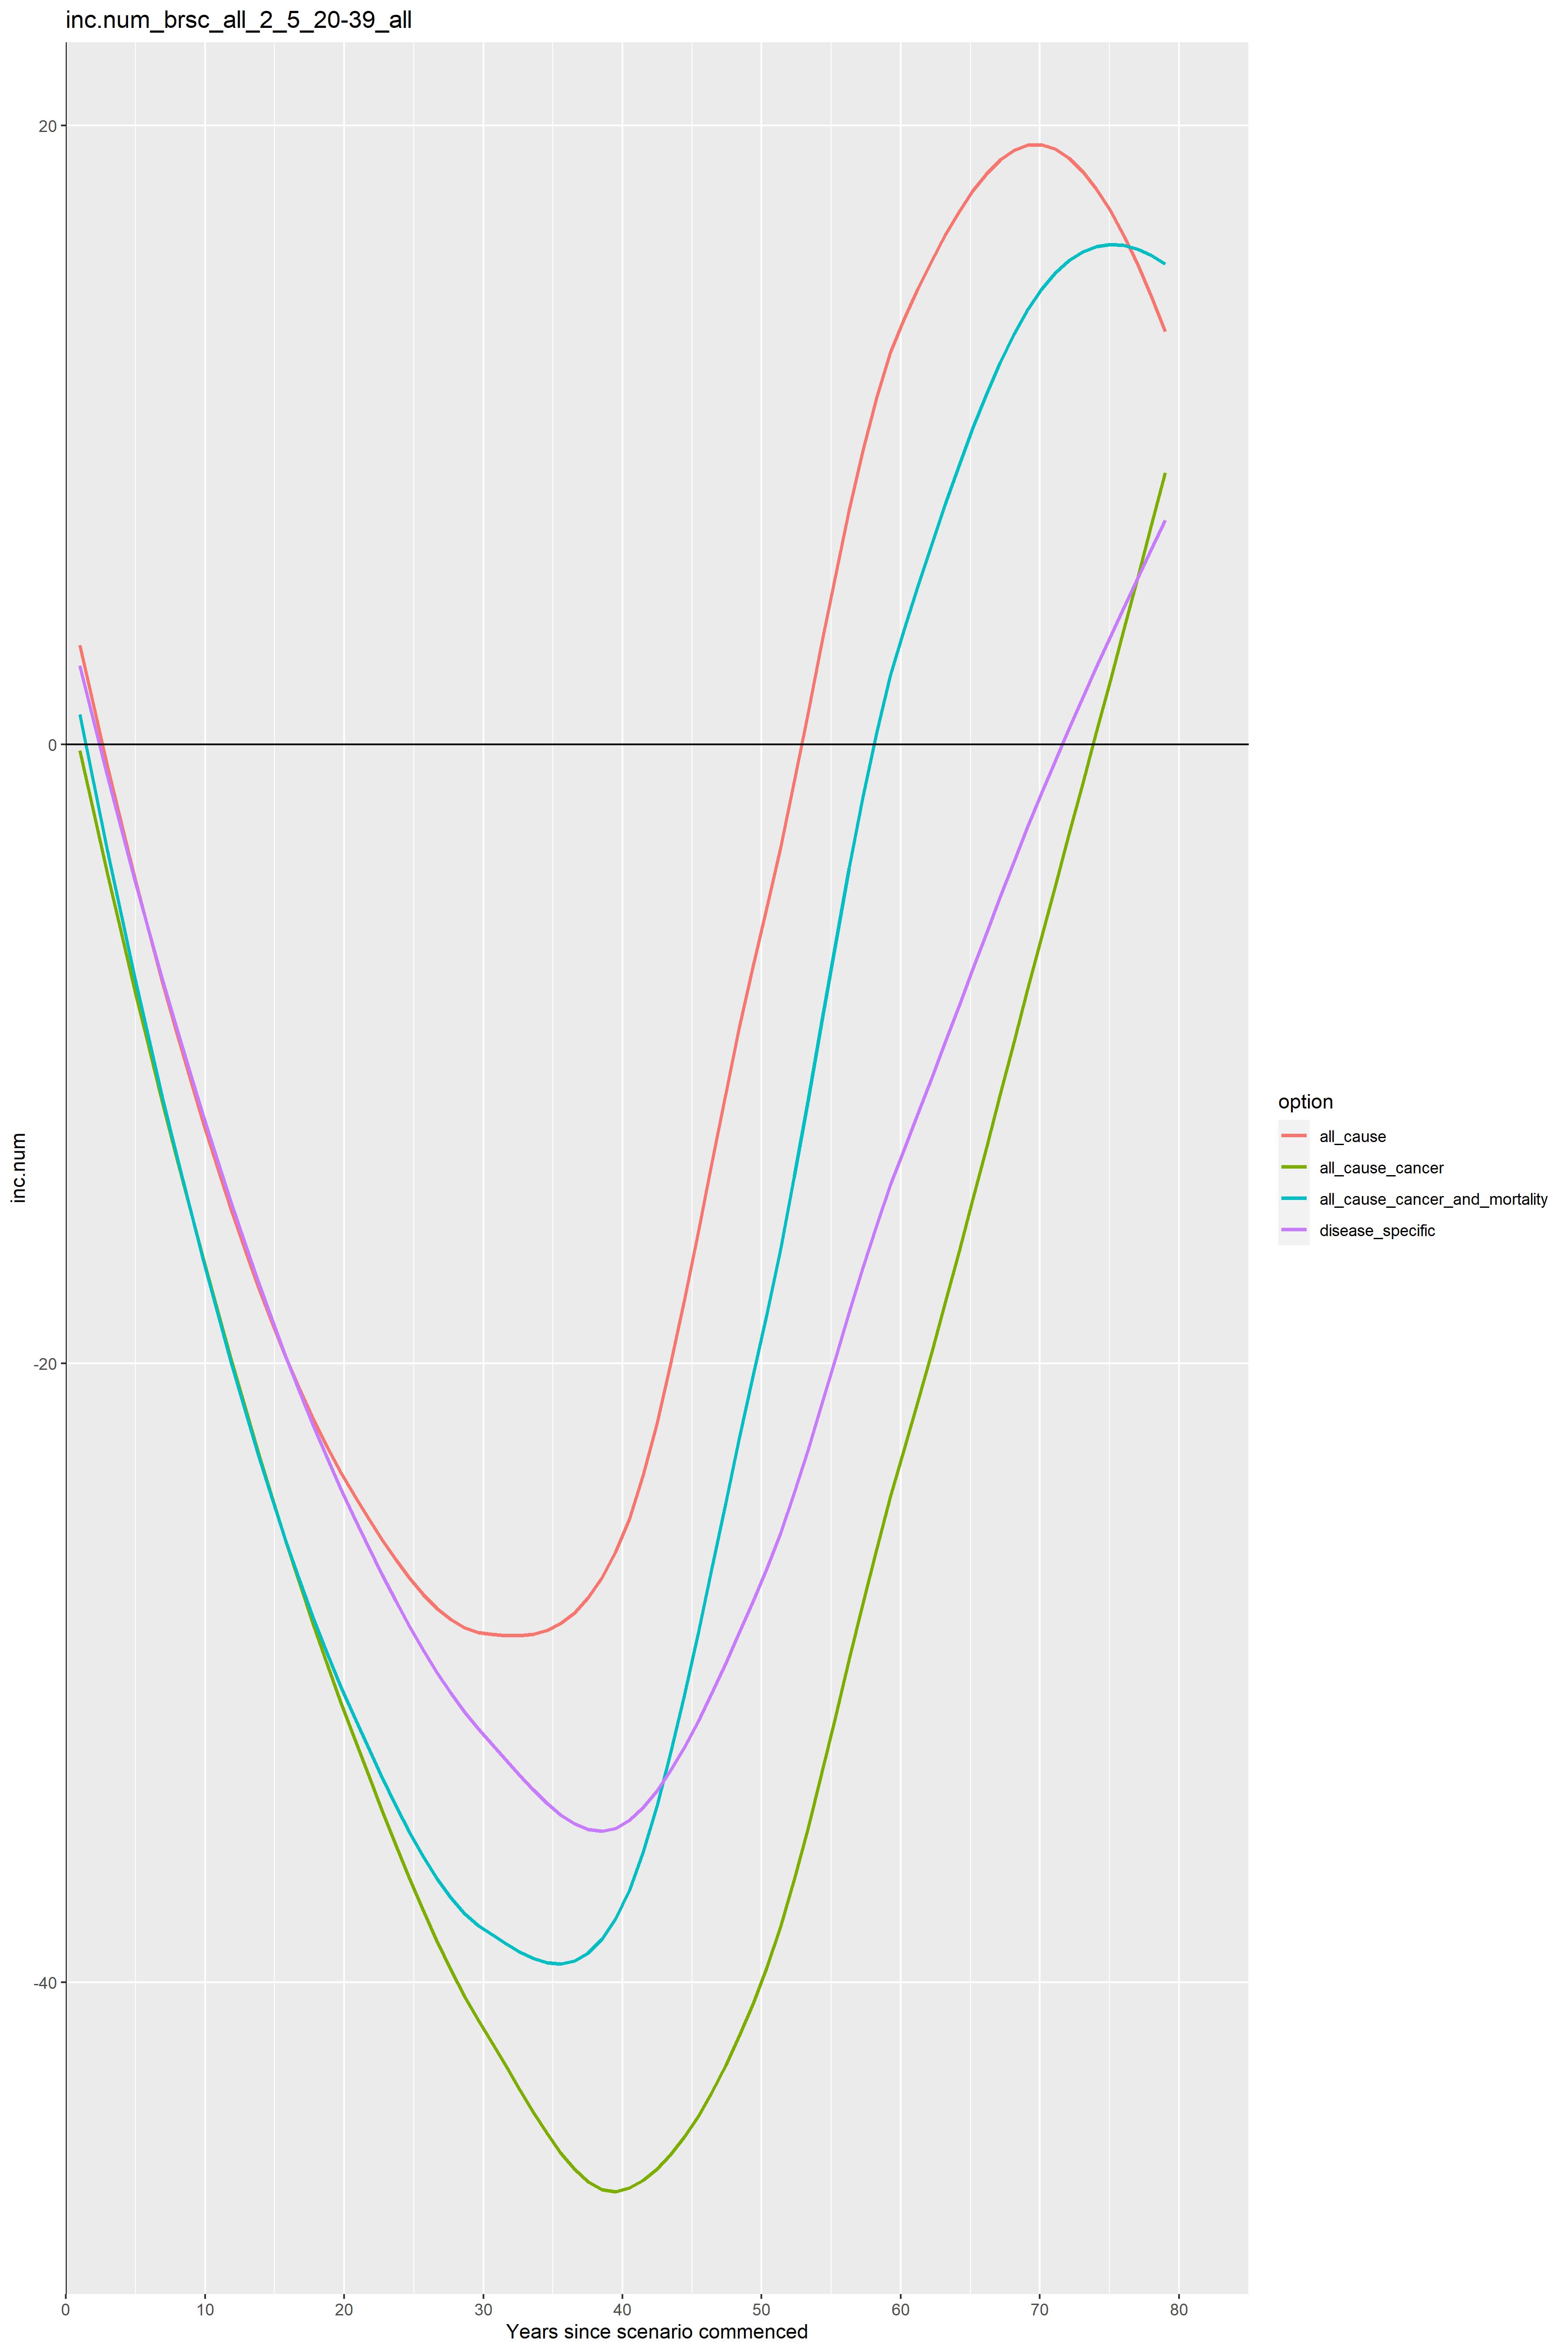 inc.num_brsc_all_2_5_20-39_all
20
0
-20
-40
inc.num
0 10 20 30 40 50 60 70 80
Years since scenario commenced
option
all_cause
all_cause_cancer
all_cause_cancer_and_mortality
disease_specific